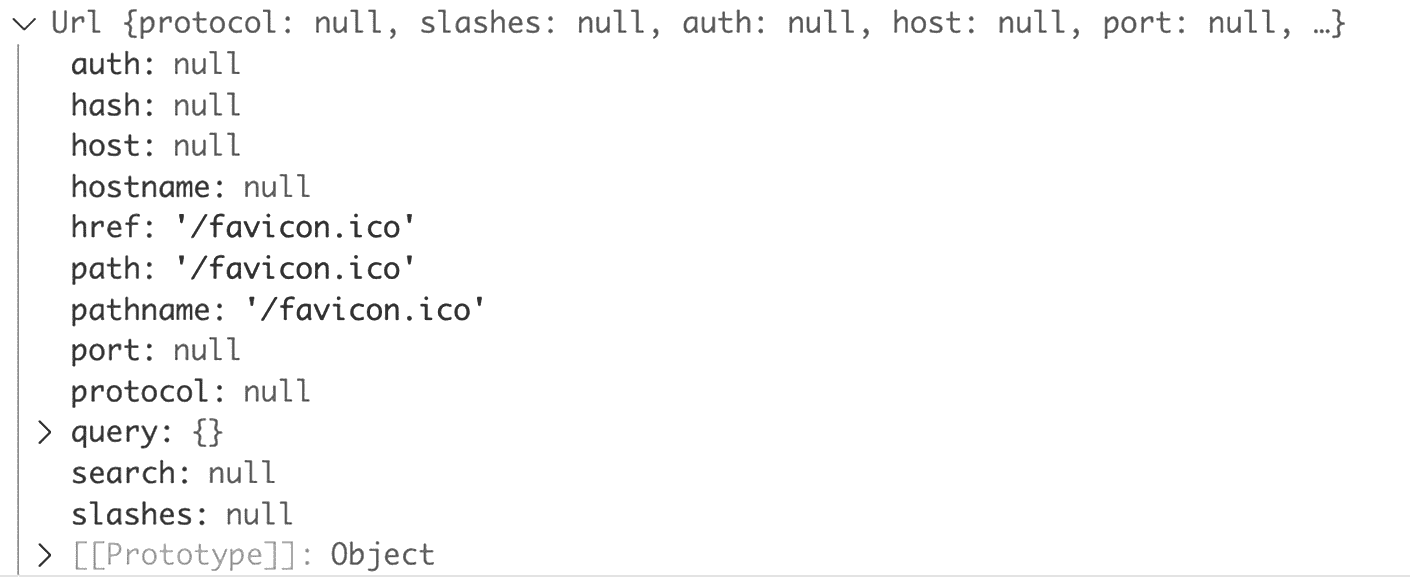 Url {protocol: null, slashes: null, auth: null, host: null, port: null, …}
auth: null
hash: null
host: null
hostname: null
href: '/favicon.ico'
path: '/favicon.ico'
pathname: '/favicon.ico'
port: null
protocol: null
query: {}
search: null
slashes: null
[[Prototype]]: Object